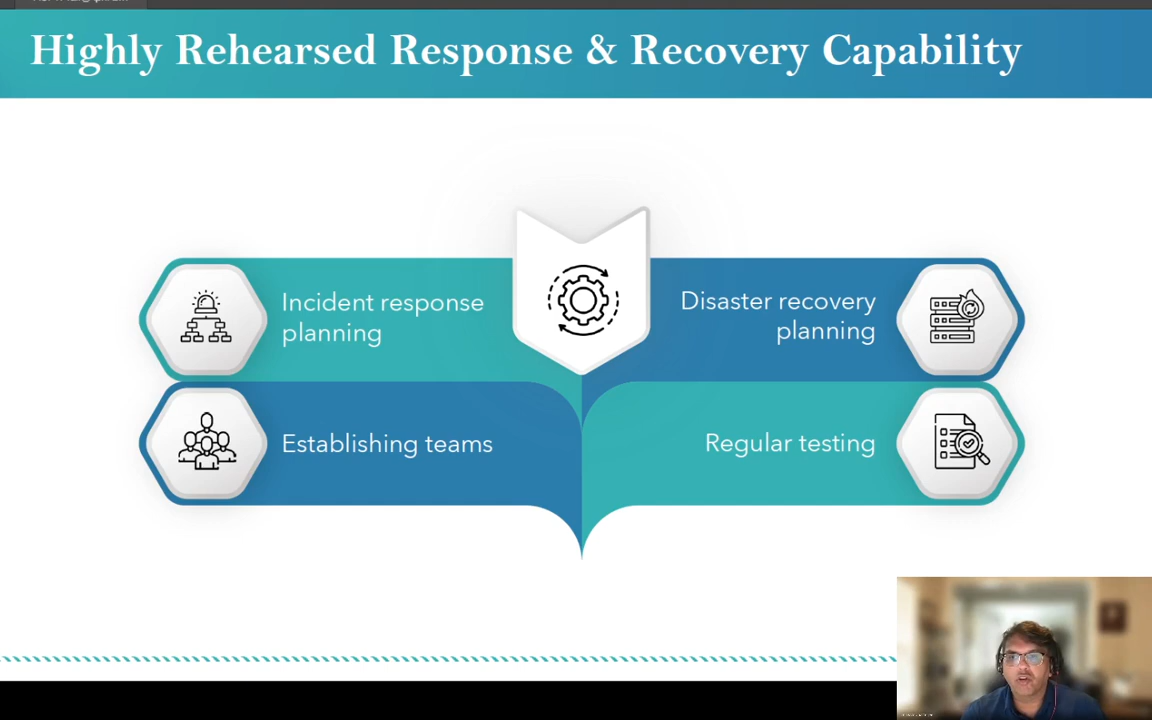 Highly Rehearsed Response & Recovery Capability
Incident response
planning
Disaster recovery
planning
Establishing teams
Regular testing